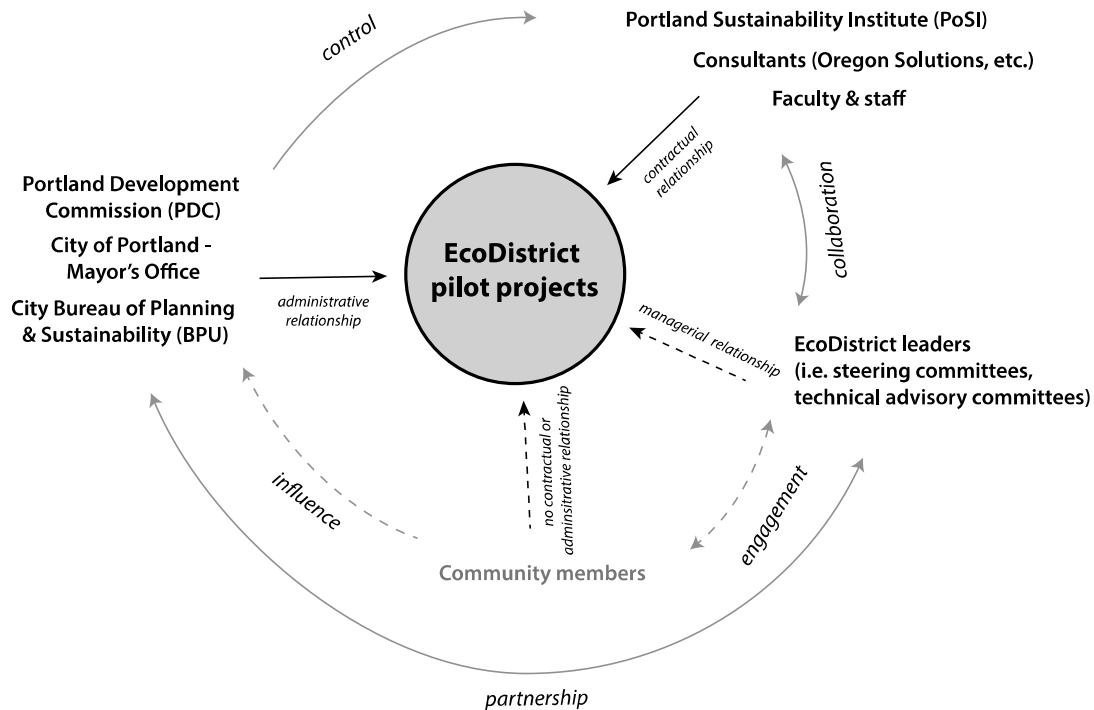 control
Portland Sustainability Institute (PoSI)
Consultants (Oregon Solutions, etc.)
Faculty & staff
contractual
relationship
collaboration
Portland Development
Commission (PDC)
City of Portland -
Mayor's Office
City Bureau of Planning
& Sustainability (BPU)
administrative
relationship
EcoDistrict
pilot projects
managerial relationship
EcoDistrict leaders
(i.e. steering committees,
technical advisory committees)
influence
no contractual or
adminsitrative relationship
engagement
Community members
partnership